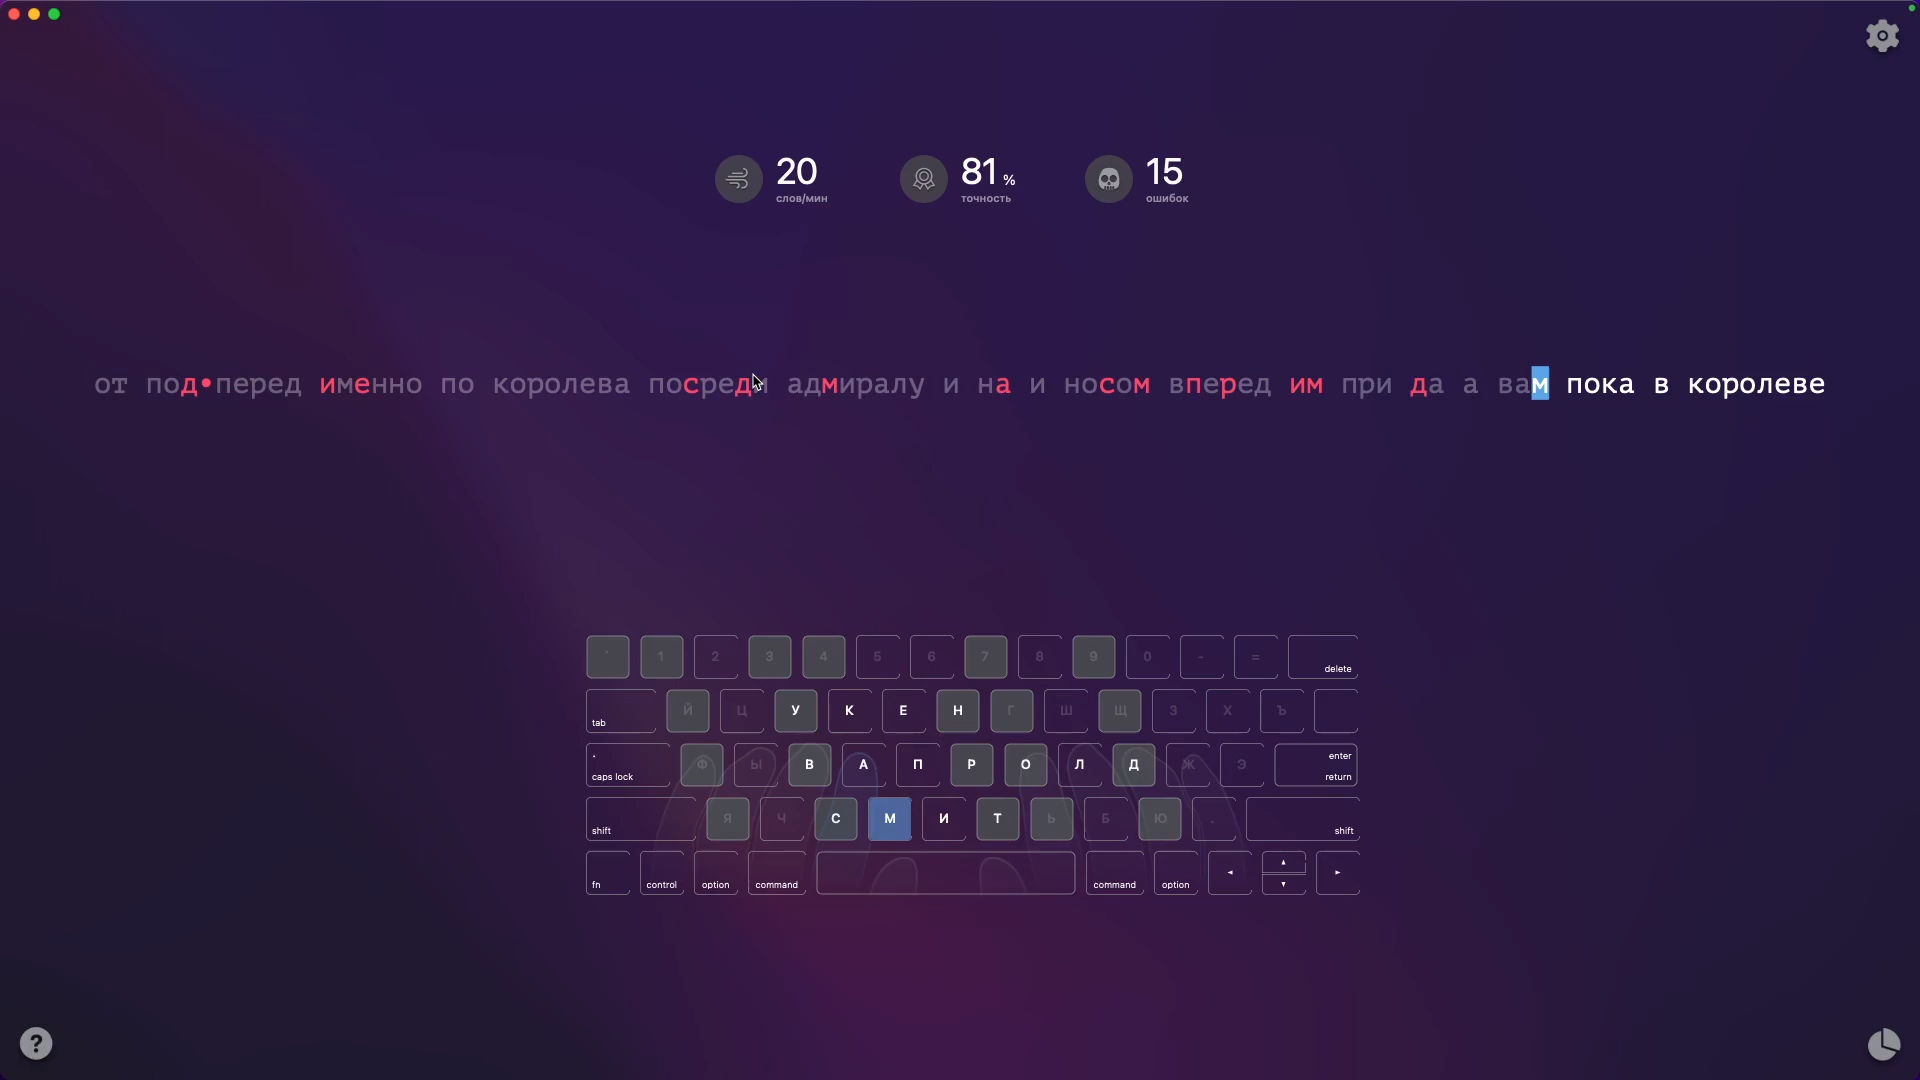 20
слов/мин
81 %
точность
15
ошибок
от под•перед именно по королева посреди адмиралу и на и носом вперед им при да а вам пока в королеве
` 1 2 3 4 5 6 7 8 9 0 - = delete
tab Й Ц У К Е Н Г Ш Щ З Х Ъ
caps lock Ф Ы В А П Р О Л Д Ж Э enter return
shift Я Ч С М И Т Ь Б Ю . shift
fn control option command command option ◂ ▴ ▾ ▸
?